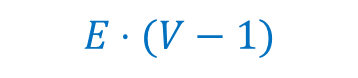 E · (V − 1)